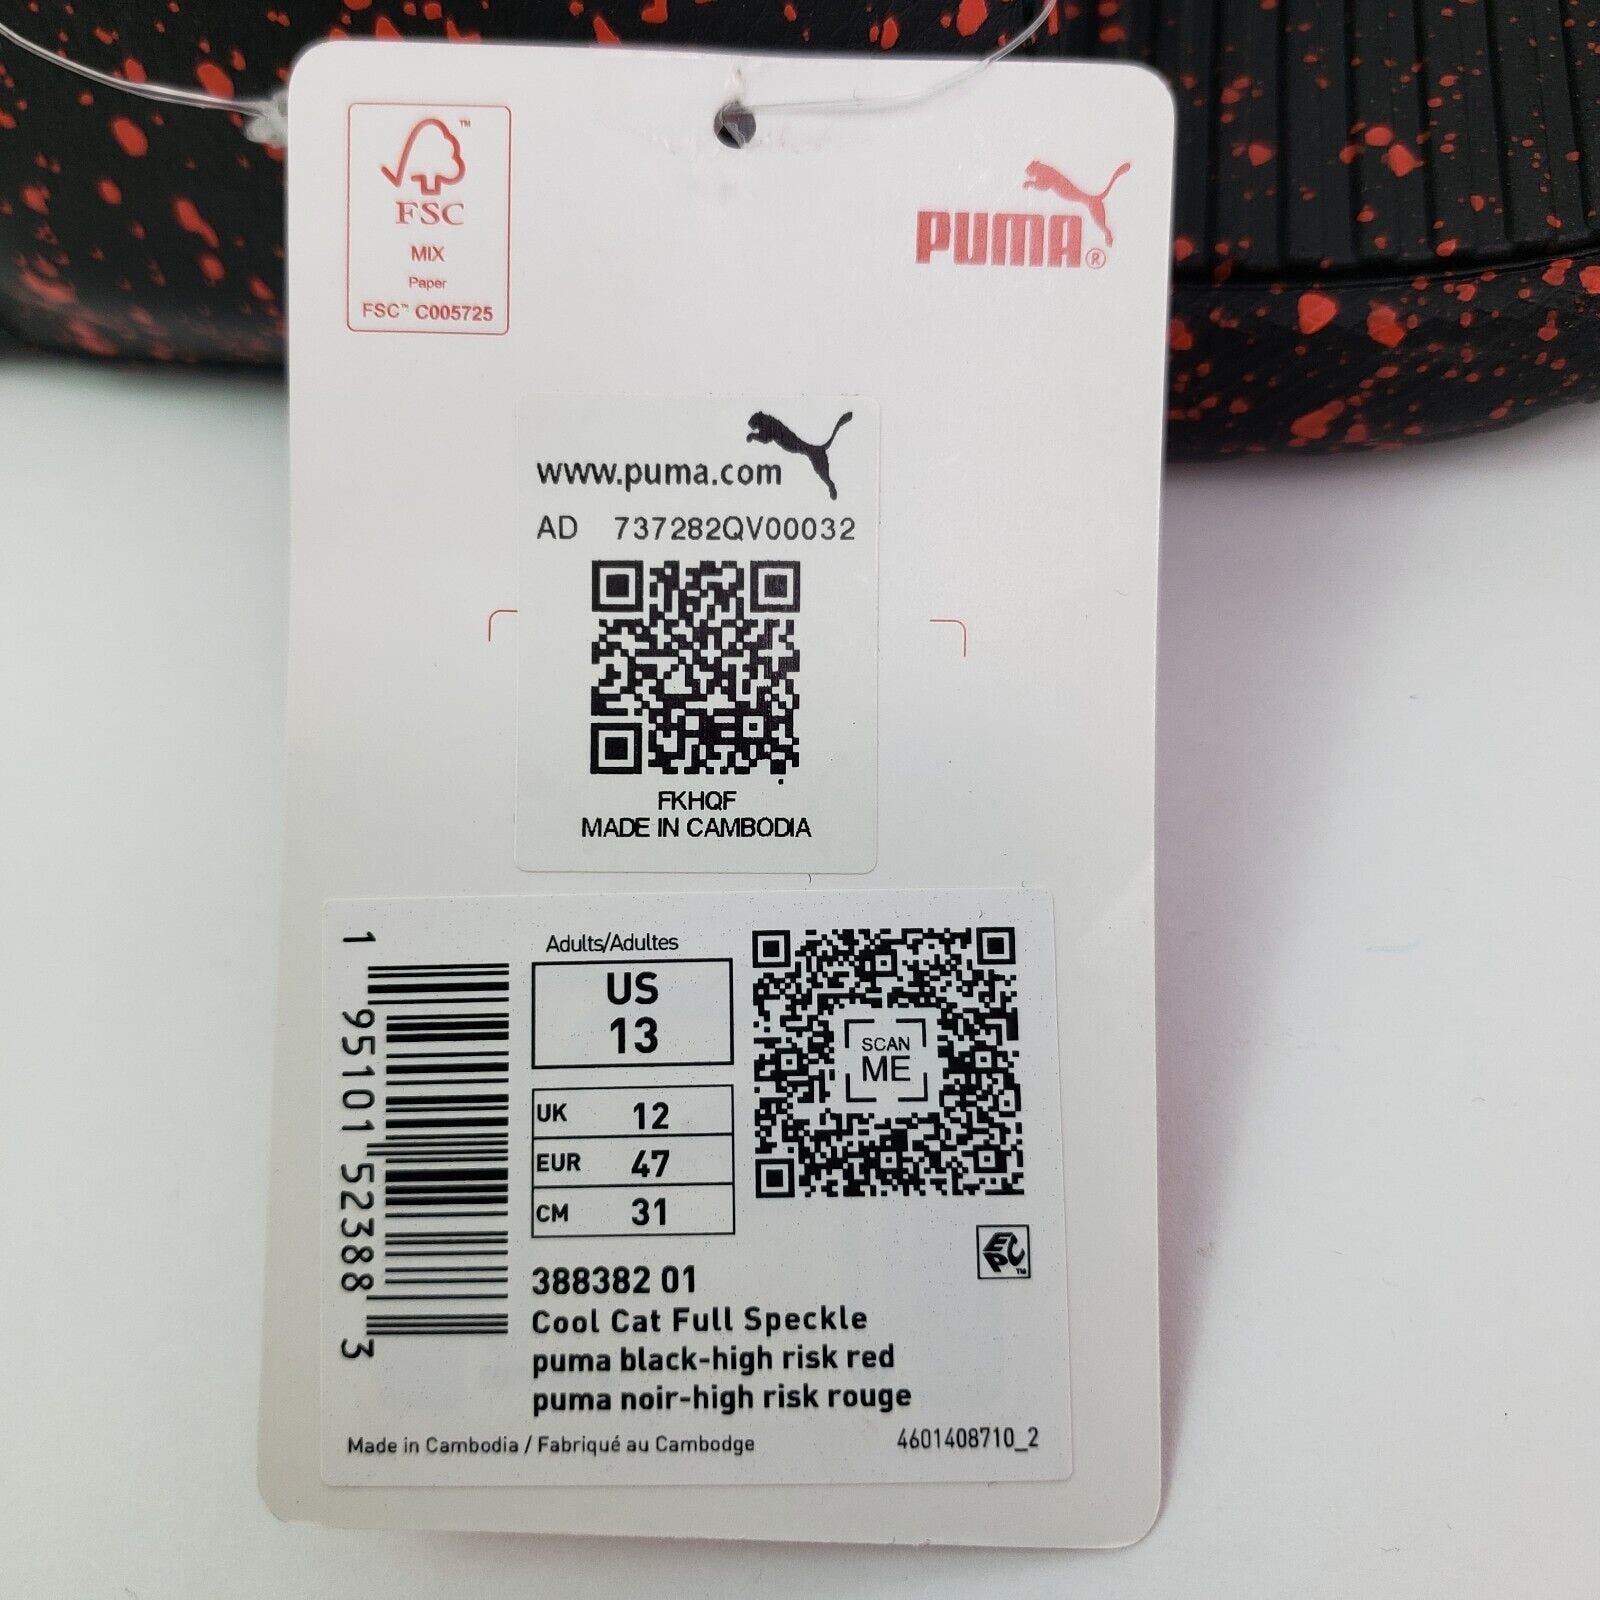 FSC™
MIX
Paper
FSC™ C005725
PUMA®
www.puma.com
AD 737282QV00032
FKHQF
MADE IN CAMBODIA
1 95101 52388 3
Adults/Adultes
US
13
UK 12
EUR 47
CM 31
SCAN
ME
EPC™
388382 01
Cool Cat Full Speckle
puma black-high risk red
puma noir-high risk rouge
Made in Cambodia / Fabriqué au Cambodge
4601408710_2